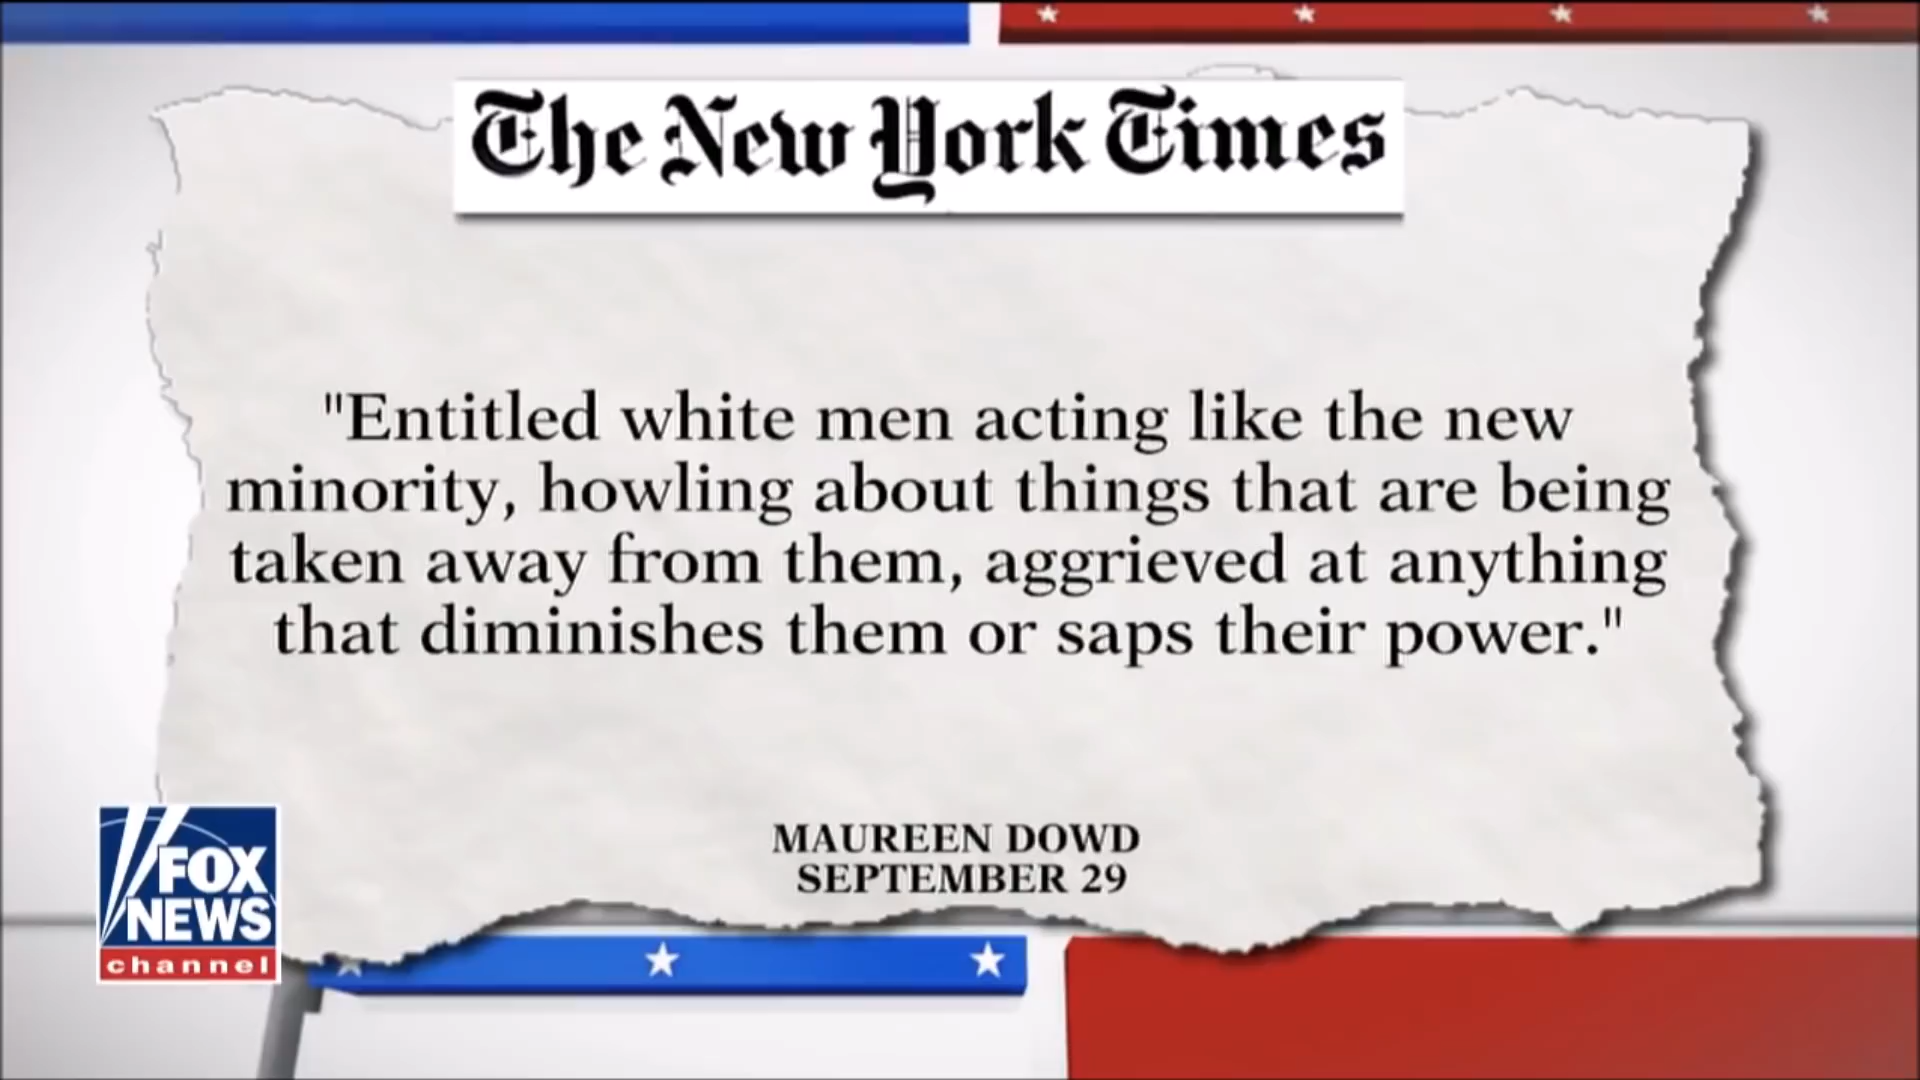 The New York Times
"Entitled white men acting like the new
minority, howling about things that are being
taken away from them, aggrieved at anything
that diminishes them or saps their power."
MAUREEN DOWD
SEPTEMBER 29
FOX
NEWS
channel